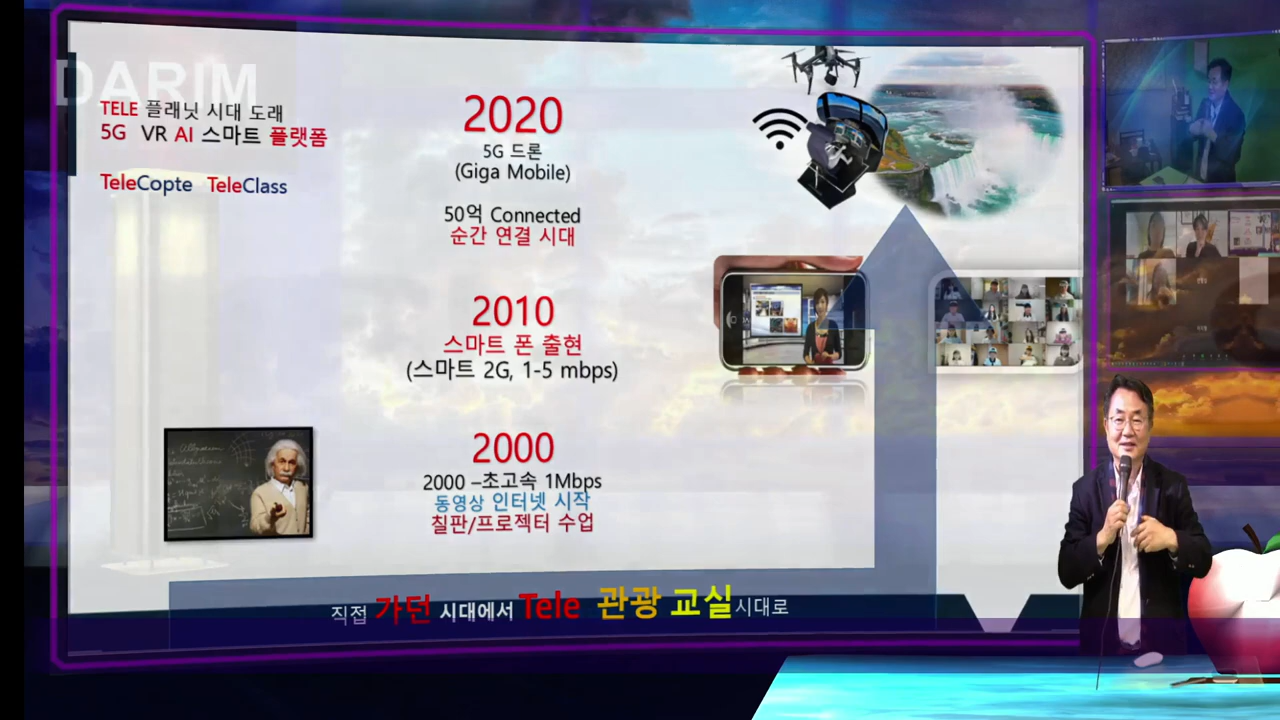 DARIM
TELE 플래닛 시대 도래
5G VR AI 스마트 플랫폼
TeleCopte TeleClass
2020
5G 드론
(Giga Mobile)
50억 Connected
순간 연결 시대
2010
스마트 폰 출현
(스마트 2G, 1-5 mbps)
2000
2000 –초고속 1Mbps
동영상 인터넷 시작
칠판/프로젝터 수업
직접 가던 시대에서 Tele 관광 교실시대로